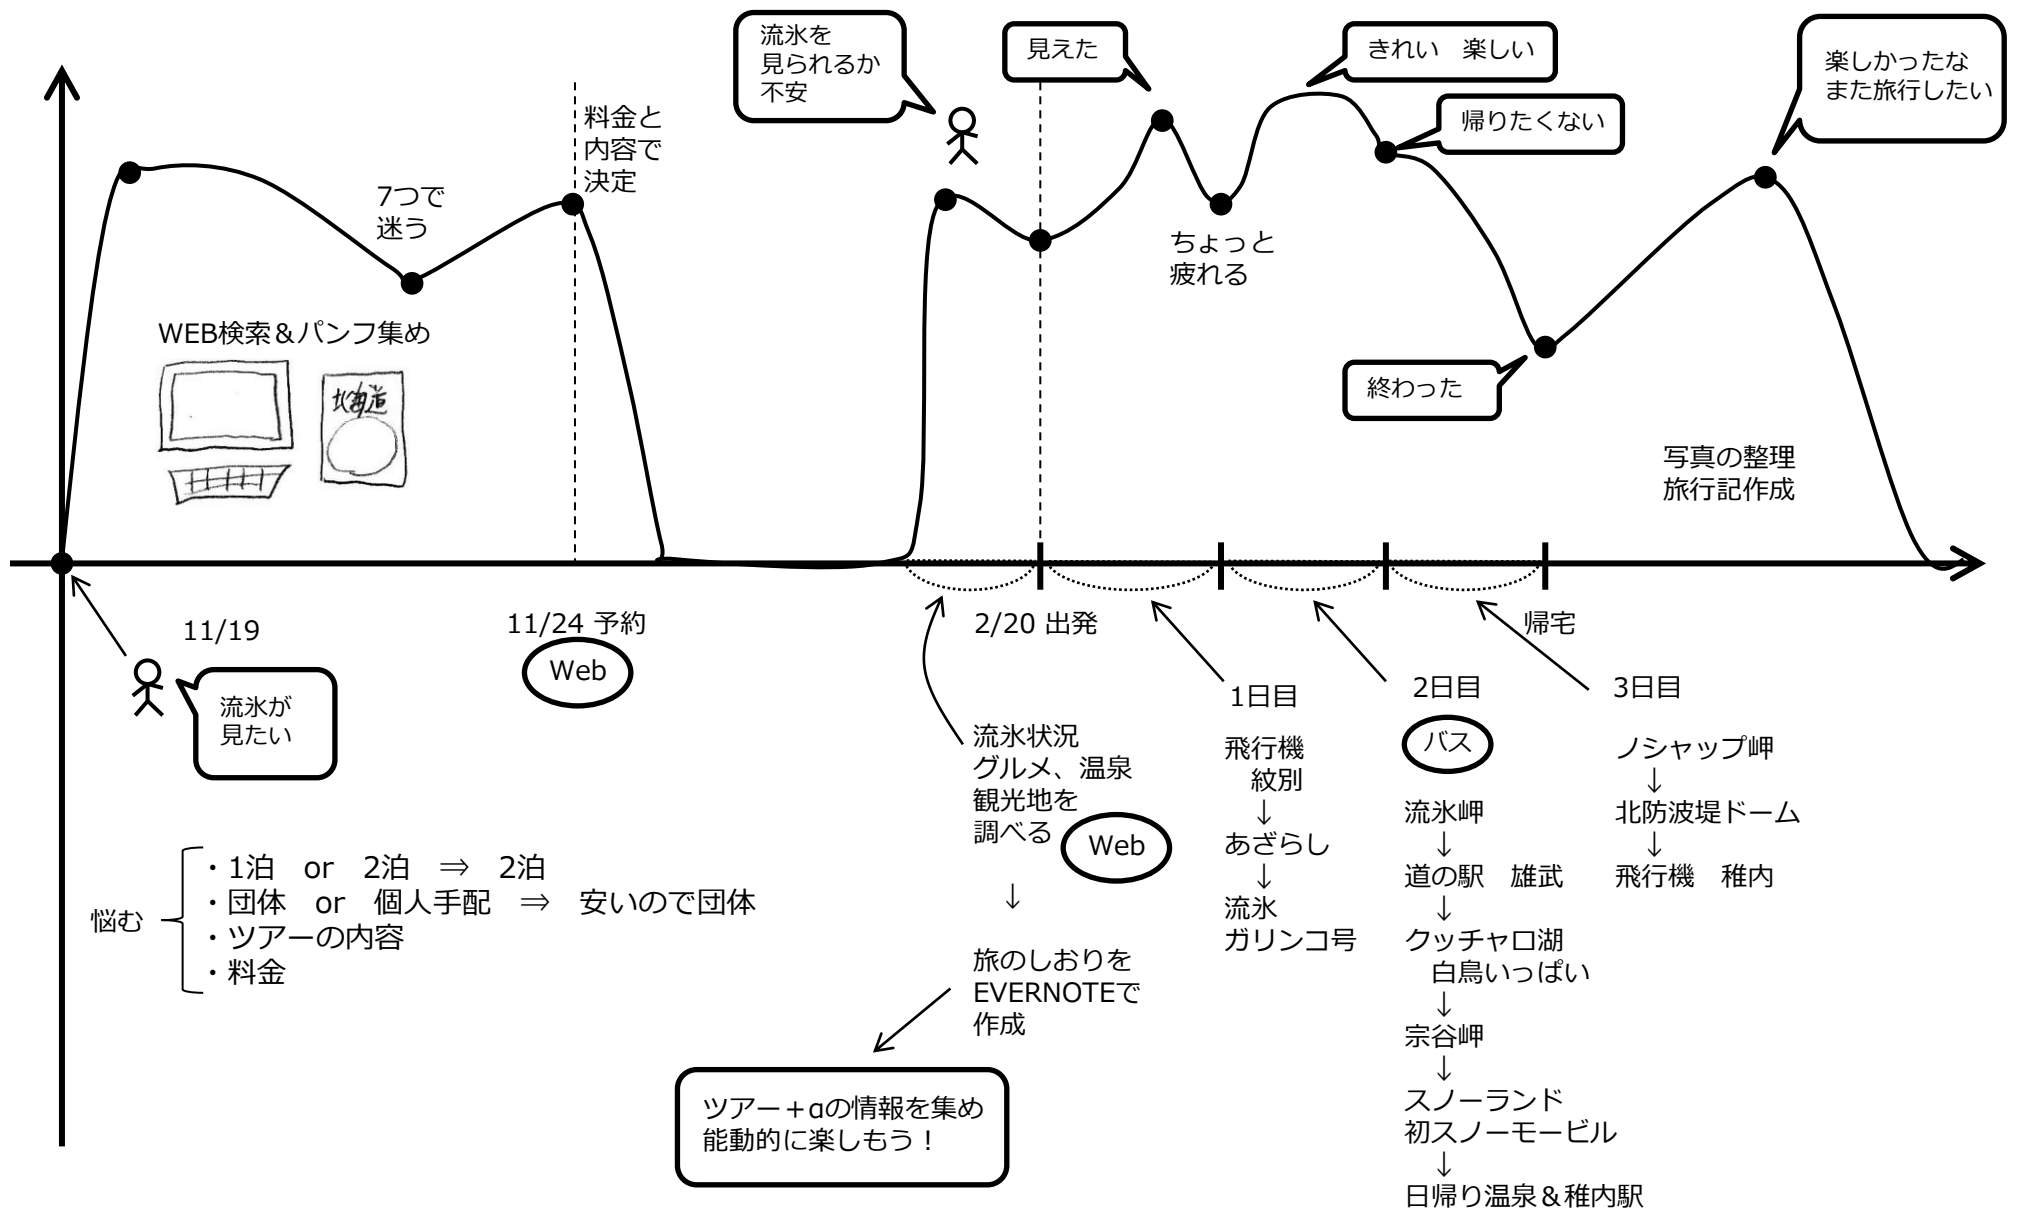 流氷を
見られるか
不安
見えた
きれい　楽しい
帰りたくない
楽しかったな
また旅行したい
料金と
内容で
決定
7つで
迷う
ちょっと
疲れる
WEB検索＆パンフ集め
北海道
終わった
写真の整理
旅行記作成
11/19
流氷が
見たい
11/24 予約
Web
2/20 出発
帰宅
悩む
・1泊　or　2泊　⇒　2泊
・団体　or　個人手配　⇒　安いので団体
・ツアーの内容
・料金
流氷状況
グルメ、温泉
観光地を
調べる
Web
↓
旅のしおりを
EVERNOTEで
作成
ツアー＋αの情報を集め
能動的に楽しもう！
1日目
飛行機
紋別
↓
あざらし
↓
流氷
ガリンコ号
2日目
バス
流氷岬
↓
道の駅　雄武
↓
クッチャロ湖
白鳥いっぱい
↓
宗谷岬
↓
スノーランド
初スノーモービル
↓
日帰り温泉＆稚内駅
3日目
ノシャップ岬
↓
北防波堤ドーム
↓
飛行機　稚内